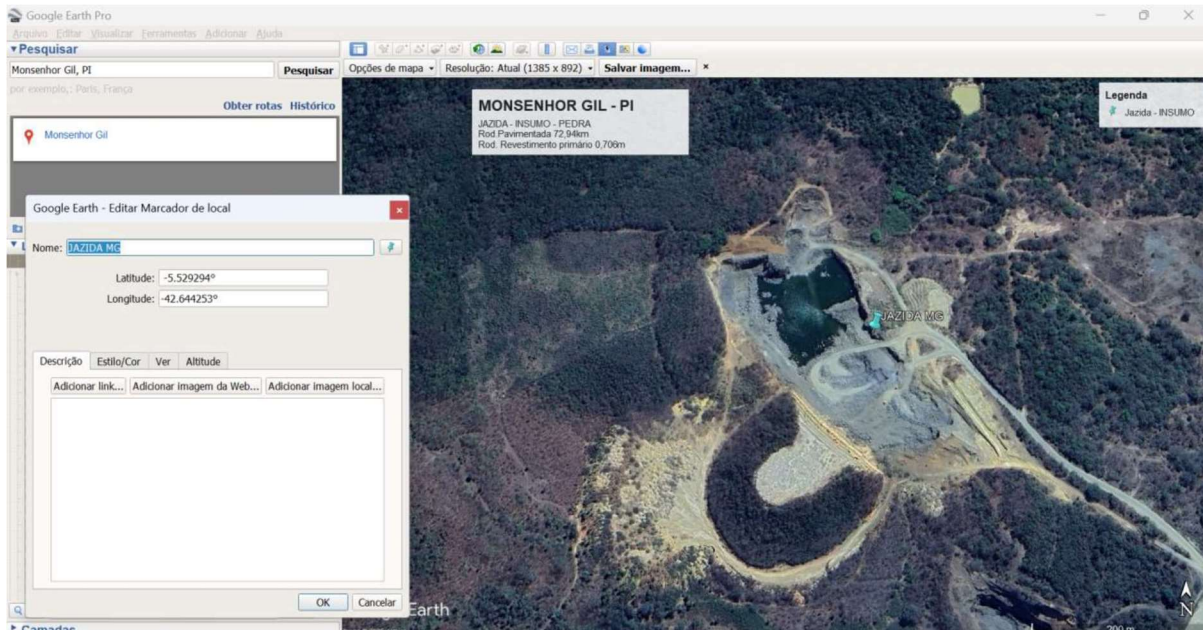 Google Earth Pro
Arquivo Editar Visualizar Ferramentas Adicionar Ajuda
Pesquisar
Monsenhor Gil, PI
Pesquisar
por exemplo,: Paris, França
Obter rotas Histórico
Monsenhor Gil
Opções de mapa Resolução: Atual (1385 x 892) Salvar imagem...
MONSENHOR GIL - PI
JAZIDA - INSUMO - PEDRA
Rod.Pavimentada 72,94km
Rod. Revestimento primário 0,706m
Legenda
Jazida - INSUMO
Google Earth - Editar Marcador de local
Nome: JAZIDA MG
Latitude: -5.529294°
Longitude: -42.644253°
Descrição Estilo/Cor Ver Altitude
Adicionar link... Adicionar imagem da Web... Adicionar imagem local...
OK Cancelar
JAZIDA MG
Earth
N
200 m
Camadas